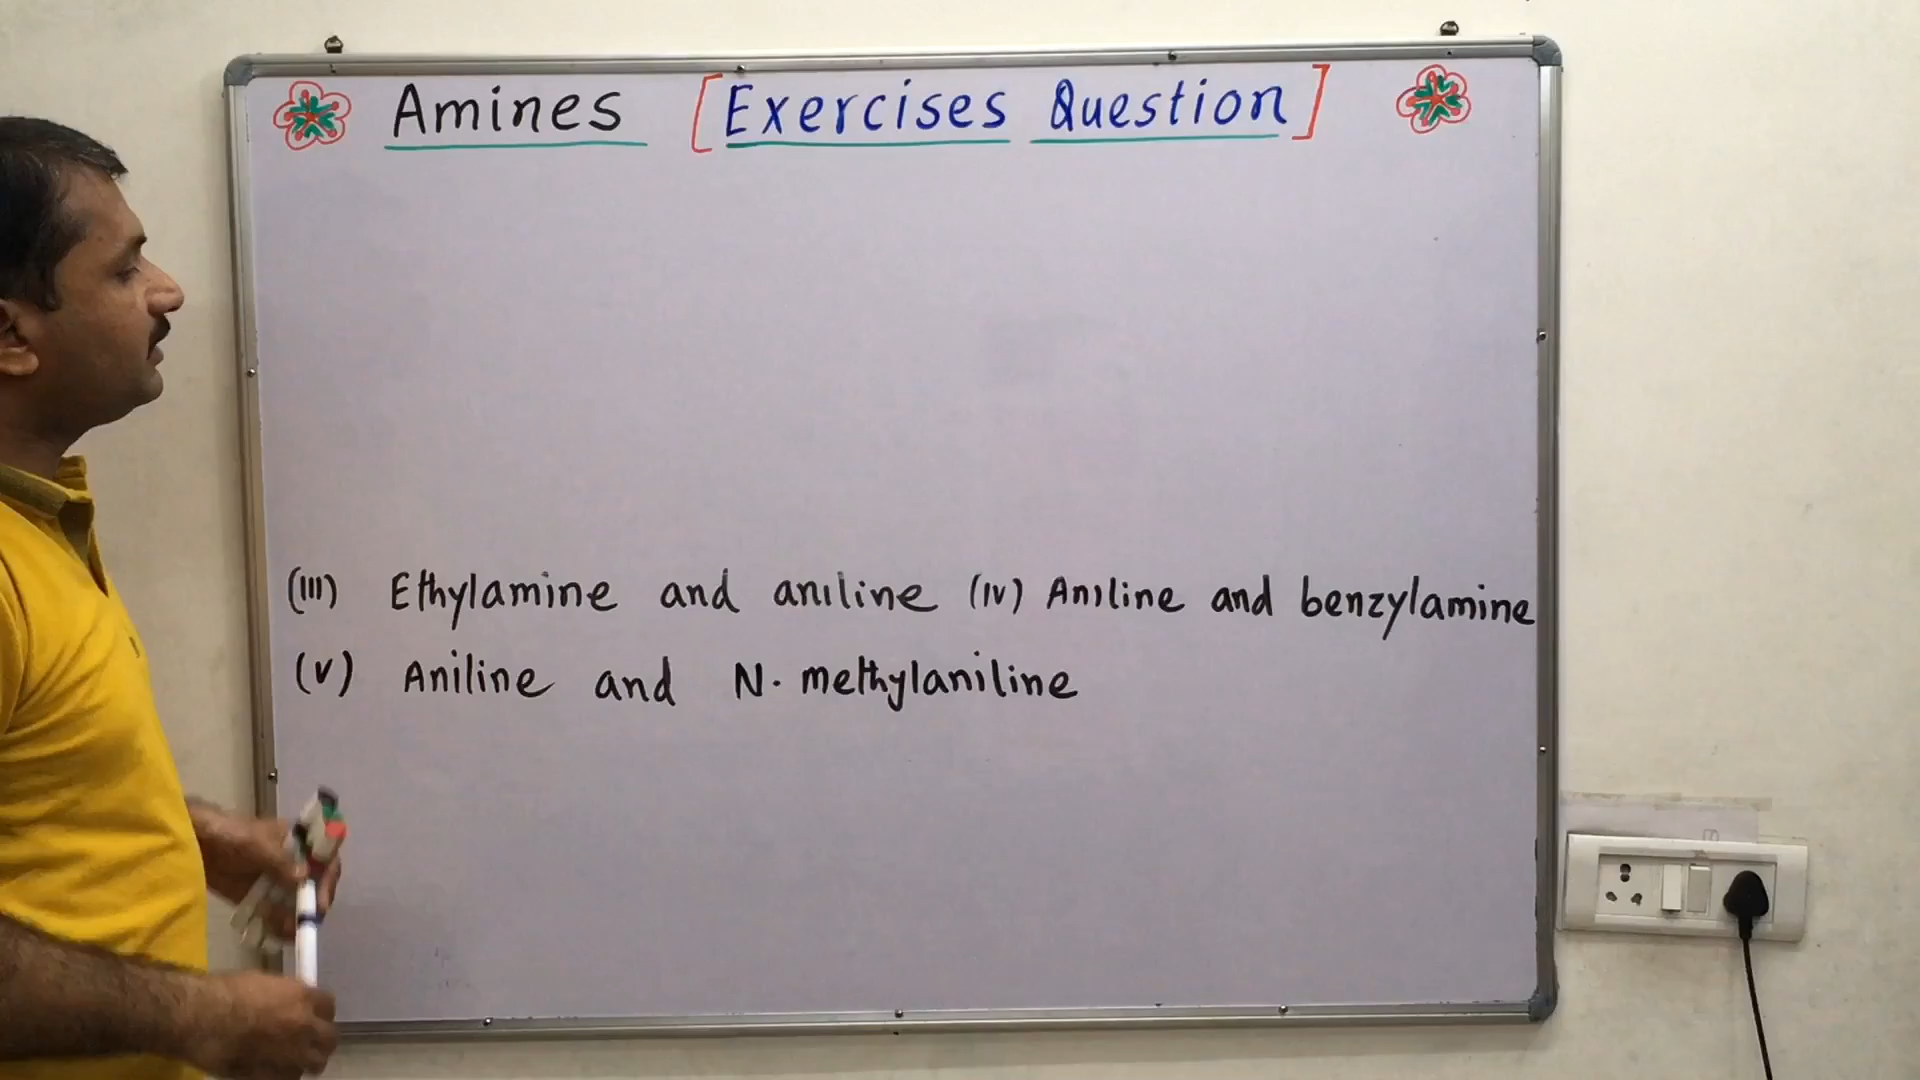 Amines [Exercises Question]
(III) Ethylamine and aniline (IV) Aniline and benzylamine
(V) Aniline and N-methylaniline